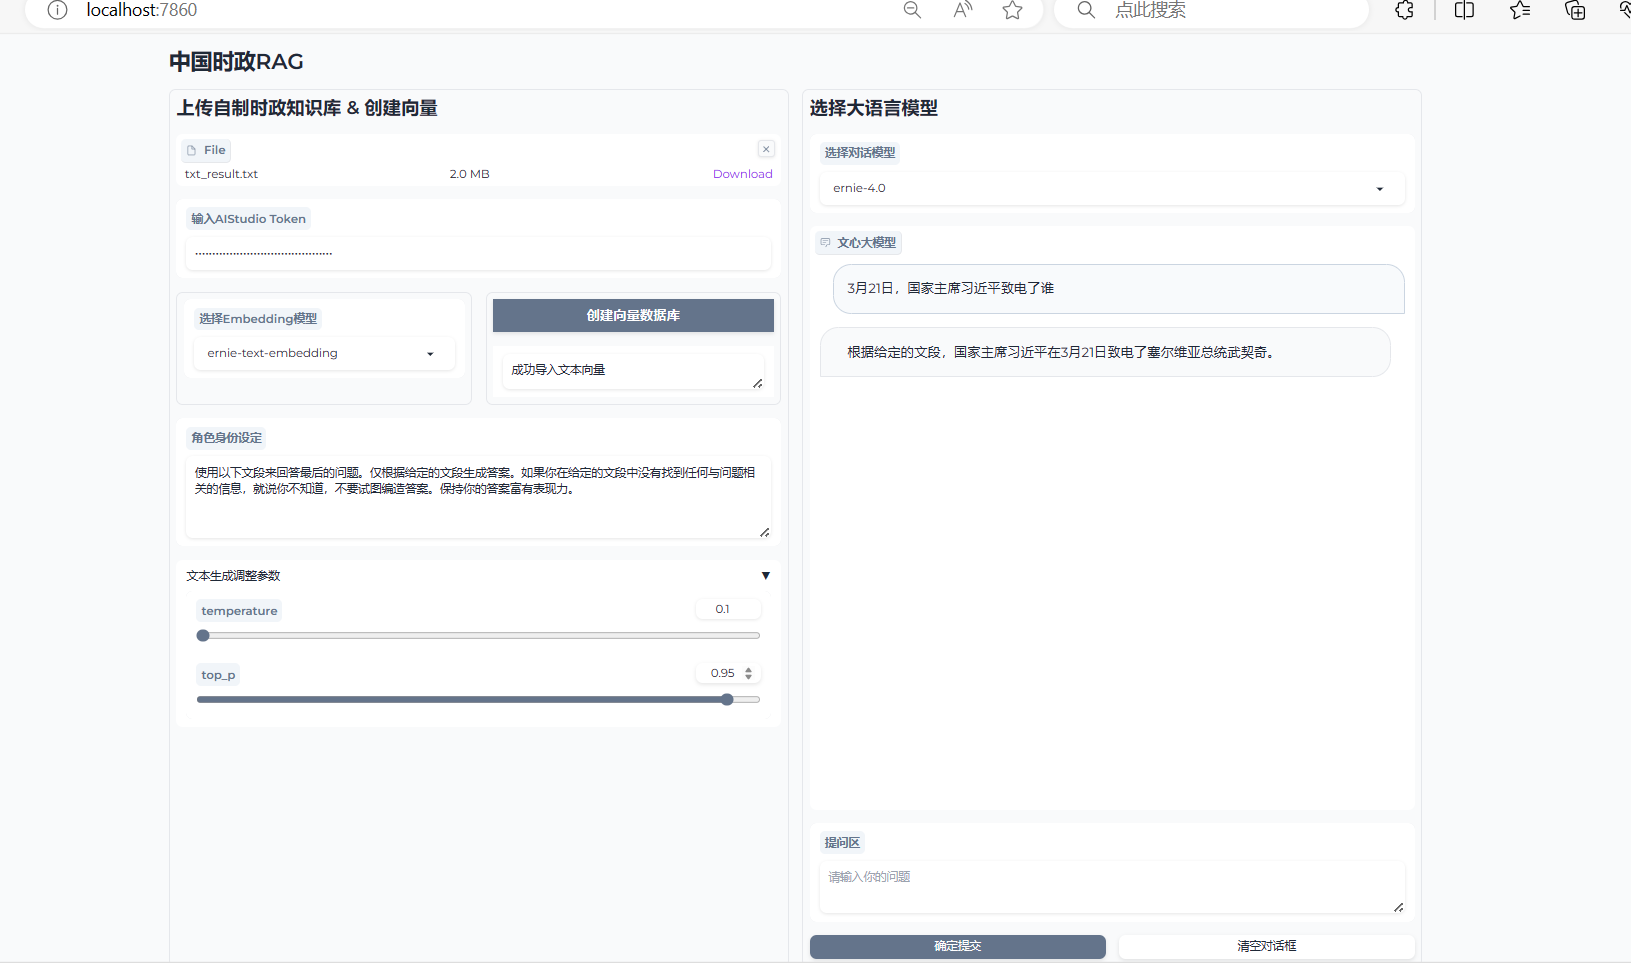 localhost:7860
点此搜索
中国时政RAG
上传自制时政知识库 & 创建向量
File
txt_result.txt 2.0 MB Download
输入AIStudio Token
选择Embedding模型
ernie-text-embedding
创建向量数据库
成功导入文本向量
角色身份设定
使用以下文段来回答最后的问题。仅根据给定的文段生成答案。如果你在给定的文段中没有找到任何与问题相
关的信息，就说你不知道，不要试图编造答案。保持你的答案富有表现力。
文本生成调整参数
temperature 0.1
top_p 0.95
选择大语言模型
选择对话模型
ernie-4.0
文心大模型
3月21日，国家主席习近平致电了谁
根据给定的文段，国家主席习近平在3月21日致电了塞尔维亚总统武契奇。
提问区
请输入你的问题
确定提交 清空对话框